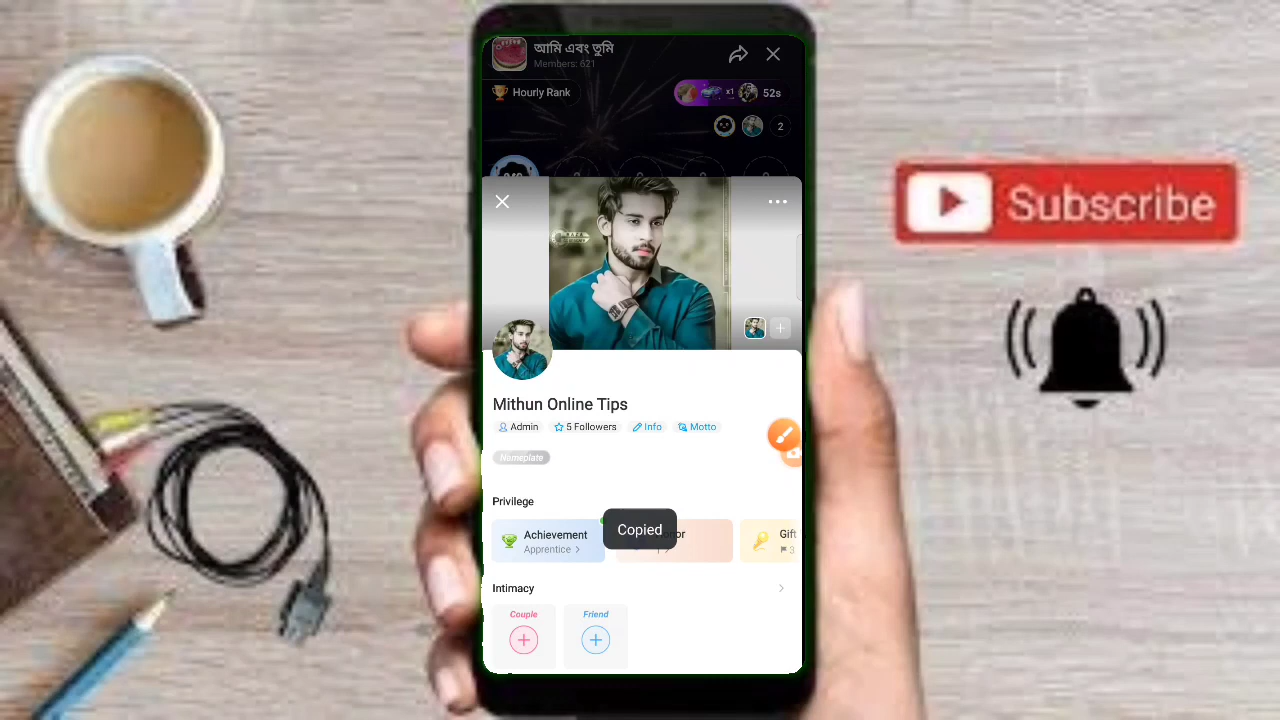 আমি এবং তুমি
Members: 621
Hourly Rank
x1
52s
2
Mithun Online Tips
Admin
5 Followers
Info
Motto
Nameplate
Privilege
Achievement
Apprentice >
Copied
Gift
3
Intimacy
Couple
Friend
Subscribe